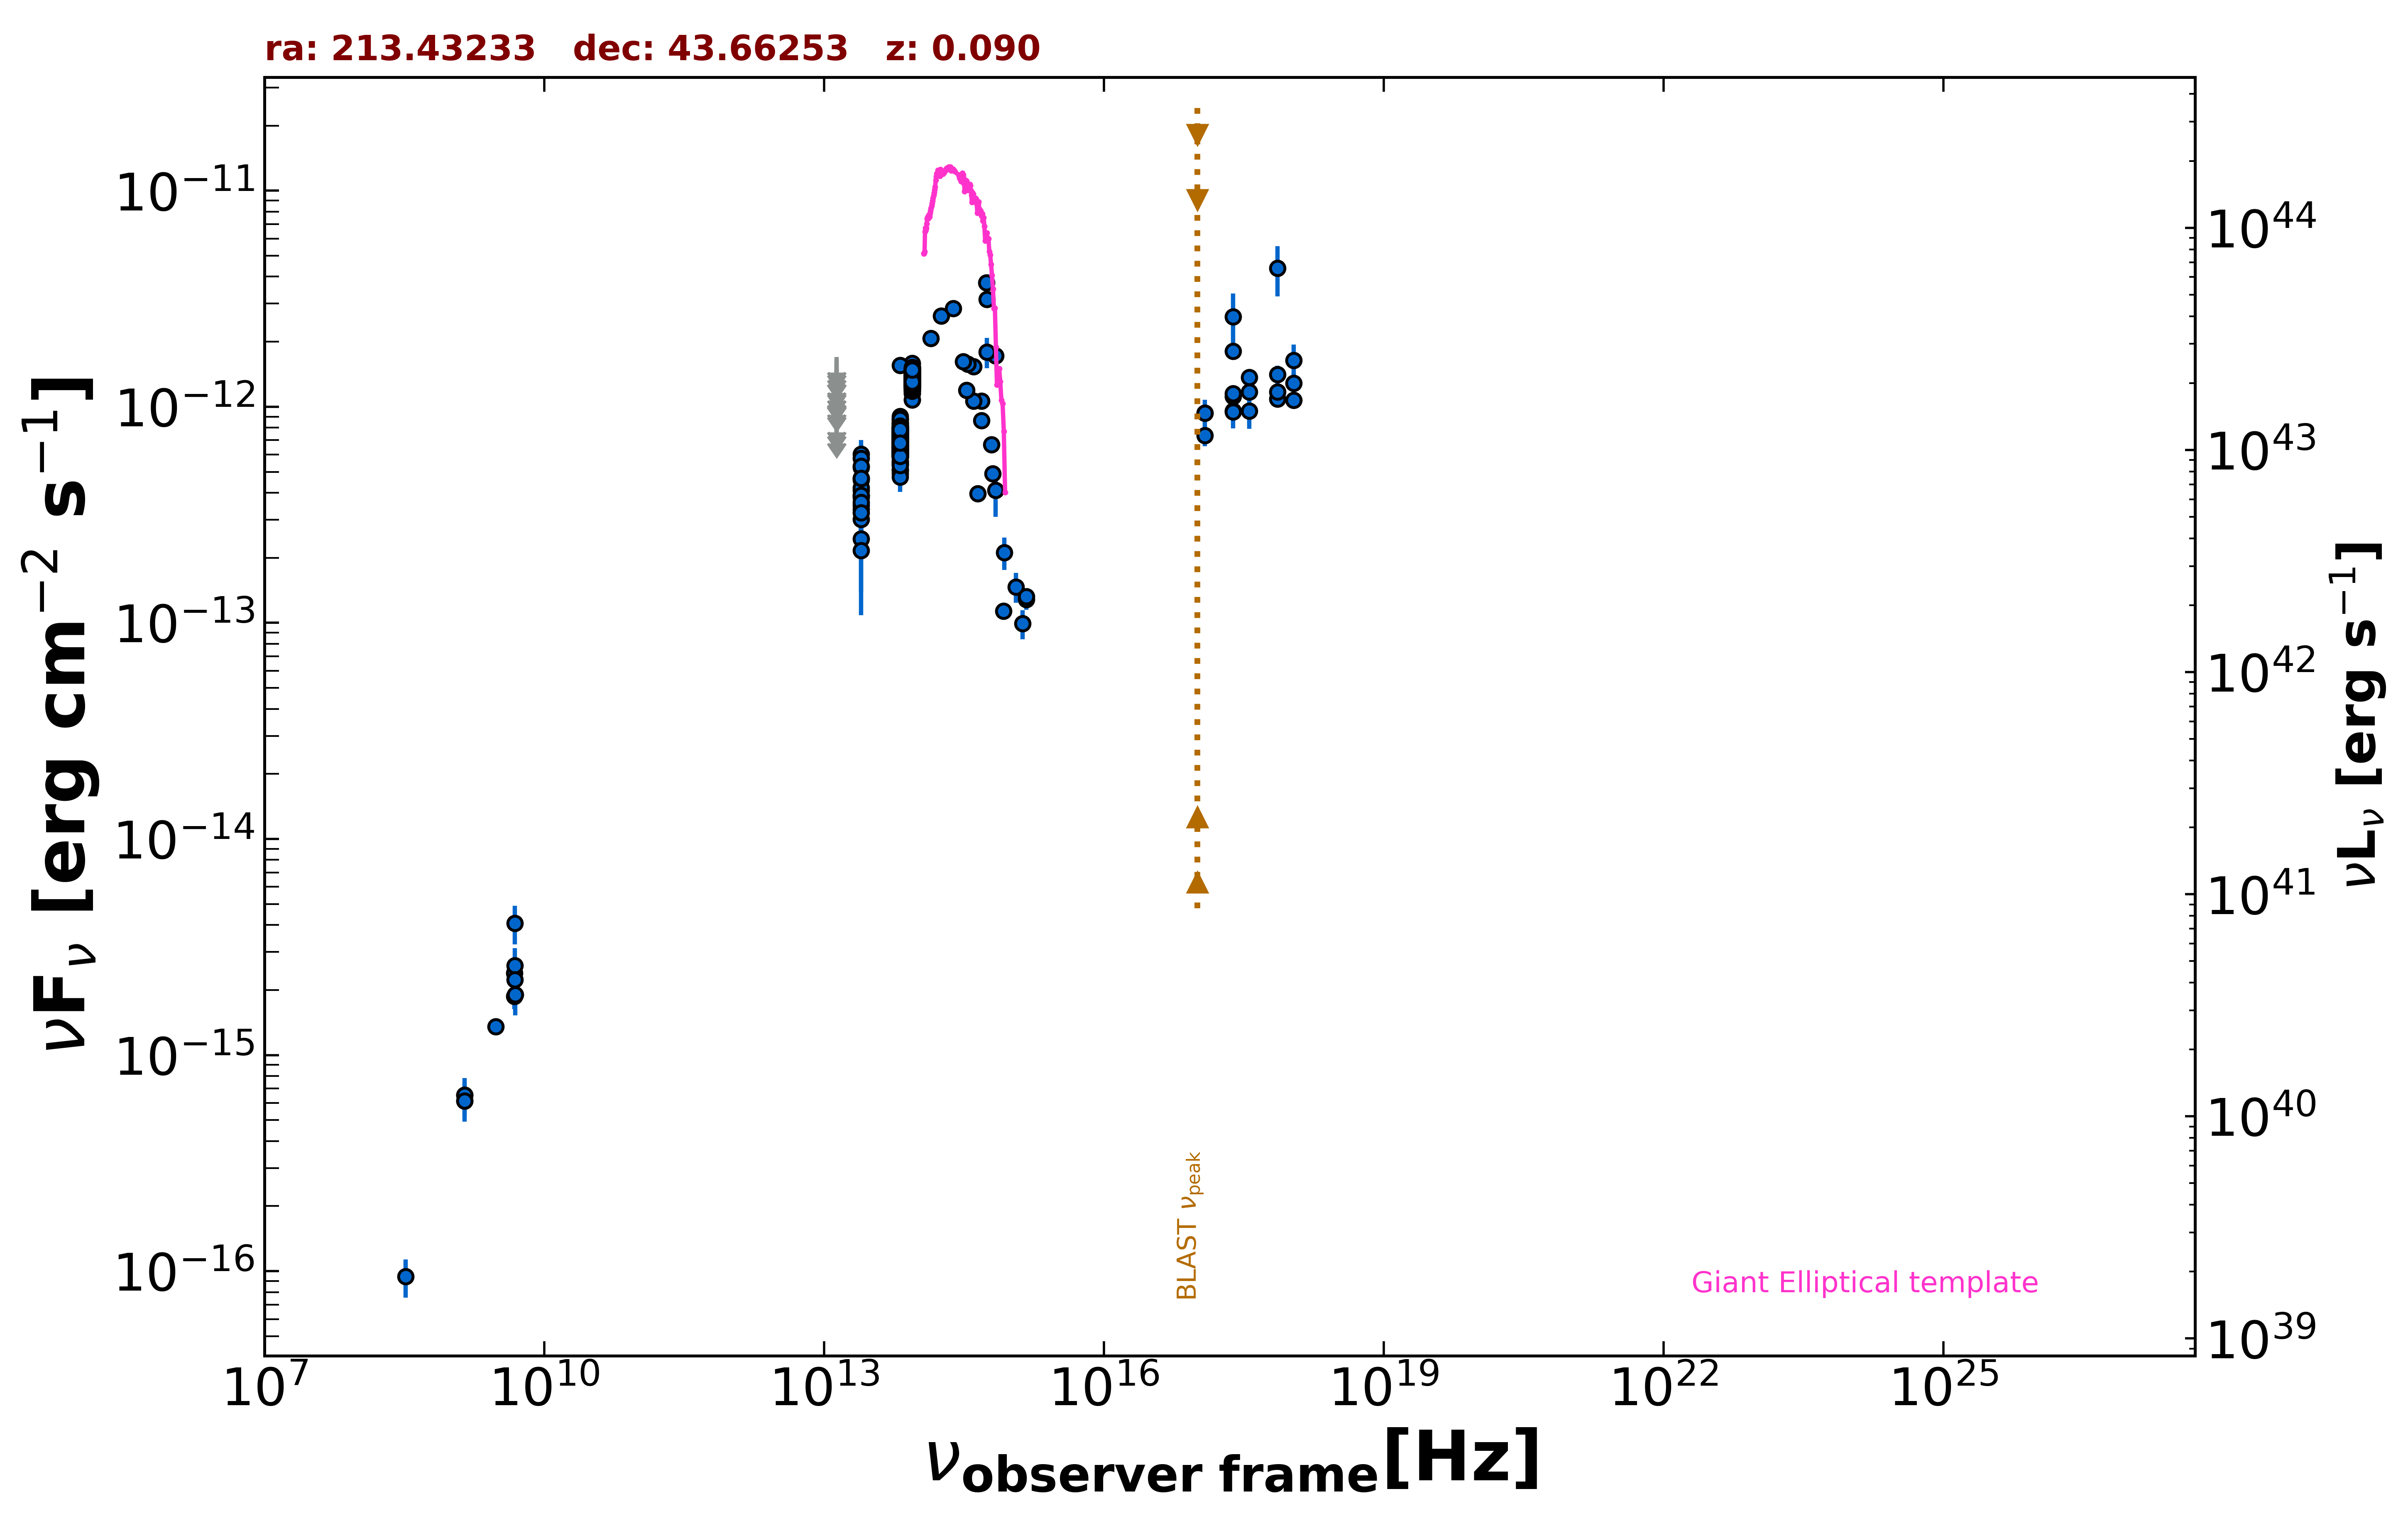 ra: 213.43233   dec: 43.66253   z: 0.090
νFν [erg cm⁻² s⁻¹]
10⁻¹¹
10⁻¹²
10⁻¹³
10⁻¹⁴
10⁻¹⁵
10⁻¹⁶
BLAST νpeak
Giant Elliptical template
10⁴⁴
10⁴³
10⁴²
10⁴¹
10⁴⁰
10³⁹
νLν [erg s⁻¹]
10⁷ 10¹⁰ 10¹³ 10¹⁶ 10¹⁹ 10²² 10²⁵
νobserver frame[Hz]